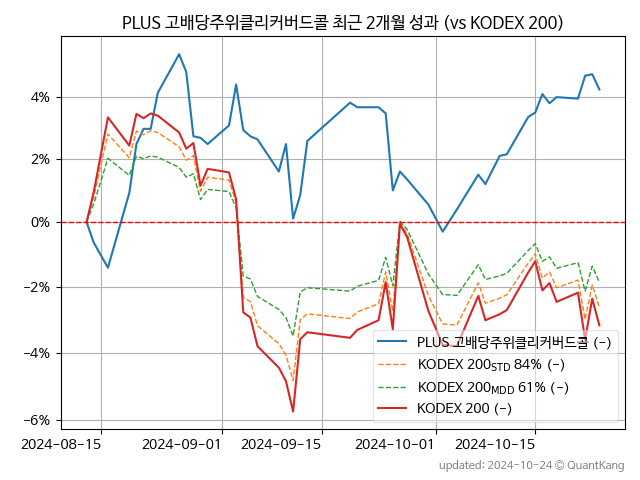 PLUS 고배당주위클리커버드콜 최근 2개월 성과 (vs KODEX 200)
4%
2%
0%
−2%
−4%
−6%
PLUS 고배당주위클리커버드콜 (-)
KODEX 200STD 84% (-)
KODEX 200MDD 61% (-)
KODEX 200 (-)
2024-08-15
2024-09-01
2024-09-15
2024-10-01
2024-10-15
updated: 2024-10-24 © QuantKang